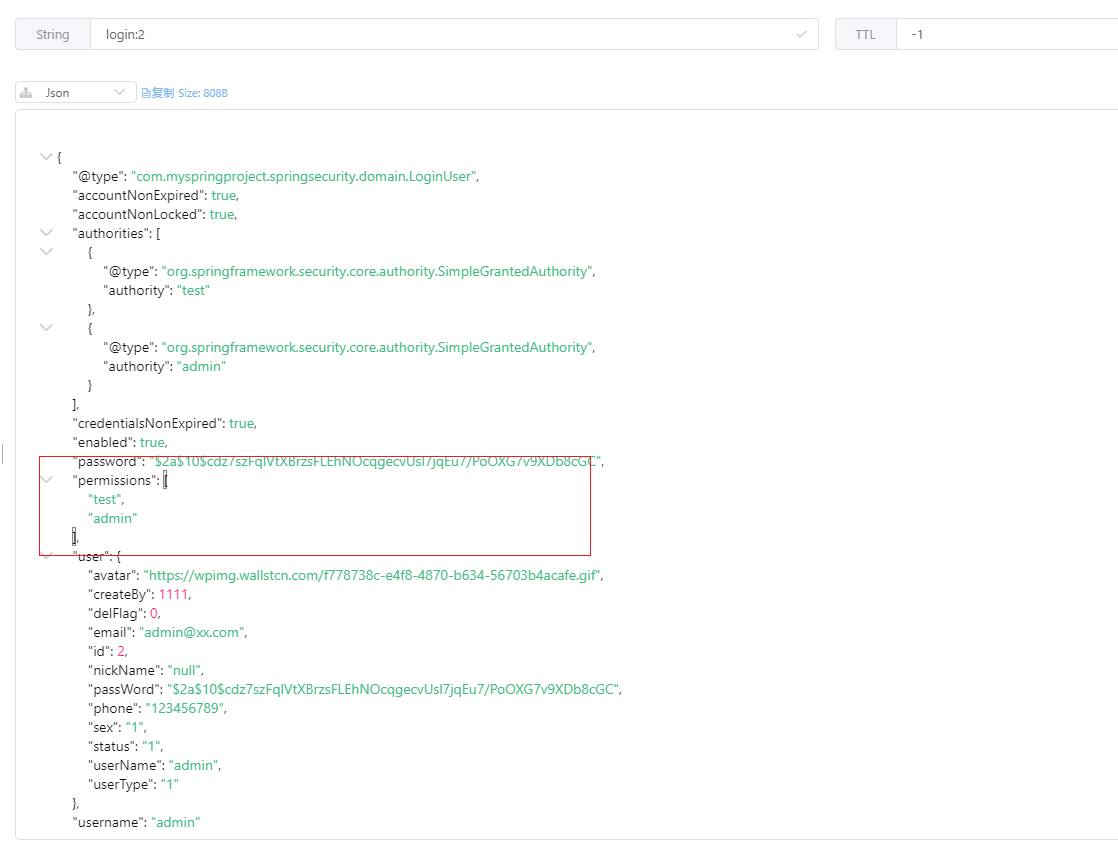 String login:2 TTL -1
Json 复制 Size: 808B
{
"@type": "com.myspringproject.springsecurity.domain.LoginUser",
"accountNonExpired": true,
"accountNonLocked": true,
"authorities": [
{
"@type": "org.springframework.security.core.authority.SimpleGrantedAuthority",
"authority": "test"
},
{
"@type": "org.springframework.security.core.authority.SimpleGrantedAuthority",
"authority": "admin"
}
],
"credentialsNonExpired": true,
"enabled": true,
"password": "$2a$10$cdz7szFqlVtXBrzsFLEhNOcqgecvUsI7jqEu7/PoOXG7v9XDb8cGC",
"permissions": [
"test",
"admin"
],
"user": {
"avatar": "https://wpimg.wallstcn.com/f778738c-e4f8-4870-b634-56703b4acafe.gif",
"createBy": 1111,
"delFlag": 0,
"email": "admin@xx.com",
"id": 2,
"nickName": "null",
"passWord": "$2a$10$cdz7szFqlVtXBrzsFLEhNOcqgecvUsI7jqEu7/PoOXG7v9XDb8cGC",
"phone": "123456789",
"sex": "1",
"status": "1",
"userName": "admin",
"userType": "1"
},
"username": "admin"